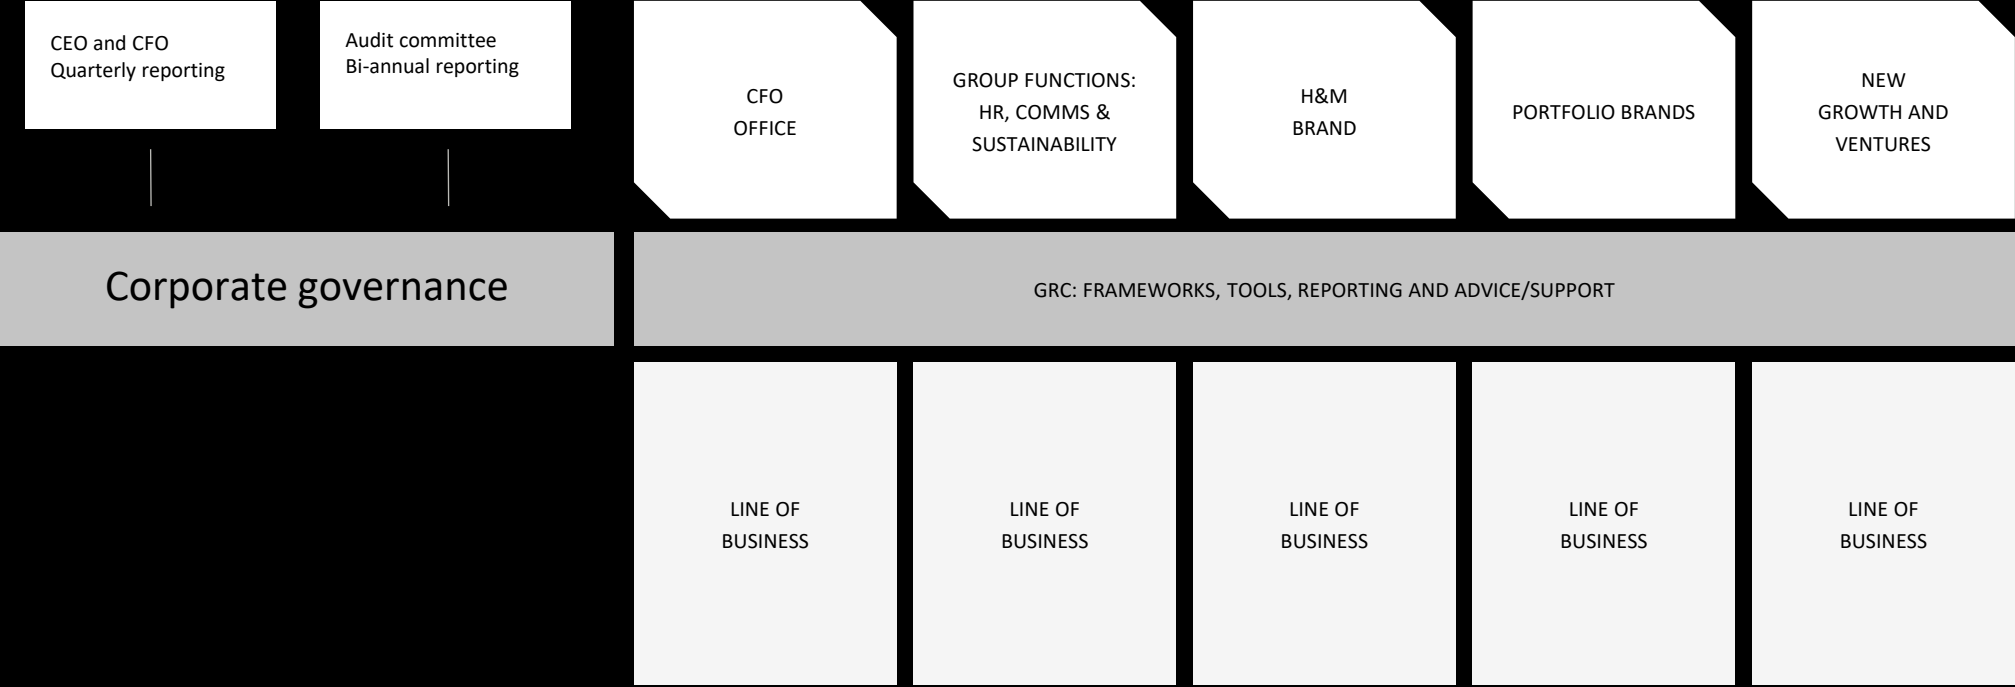 CEO and CFO
Quarterly reporting
Audit committee
Bi-annual reporting
CFO
OFFICE
GROUP FUNCTIONS:
HR, COMMS &
SUSTAINABILITY
H&M
BRAND
PORTFOLIO BRANDS
NEW
GROWTH AND
VENTURES
Corporate governance
GRC: FRAMEWORKS, TOOLS, REPORTING AND ADVICE/SUPPORT
LINE OF
BUSINESS
LINE OF
BUSINESS
LINE OF
BUSINESS
LINE OF
BUSINESS
LINE OF
BUSINESS